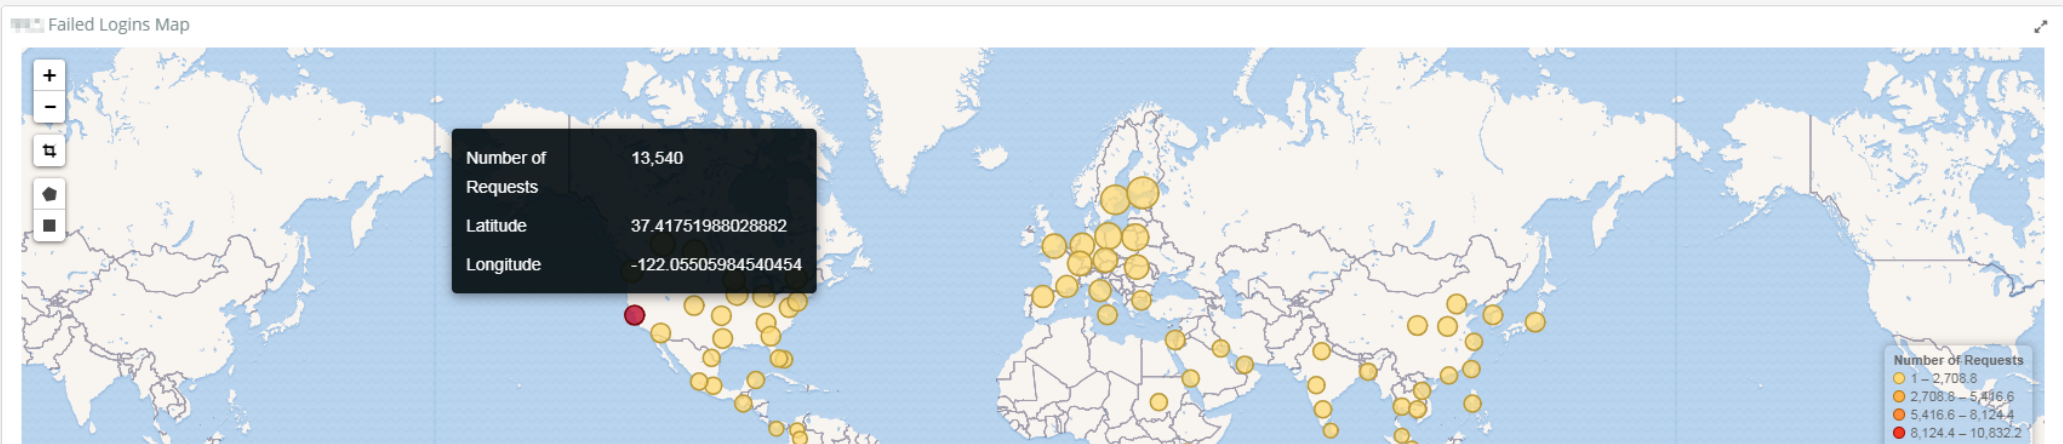 Failed Logins Map
+
−
Number of 13,540
Requests
Latitude 37.41751988028882
Longitude -122.05505984540454
Number of Requests
1 – 2,708.8
2,708.8 – 5,416.6
5,416.6 – 8,124.4
8,124.4 – 10,832.2